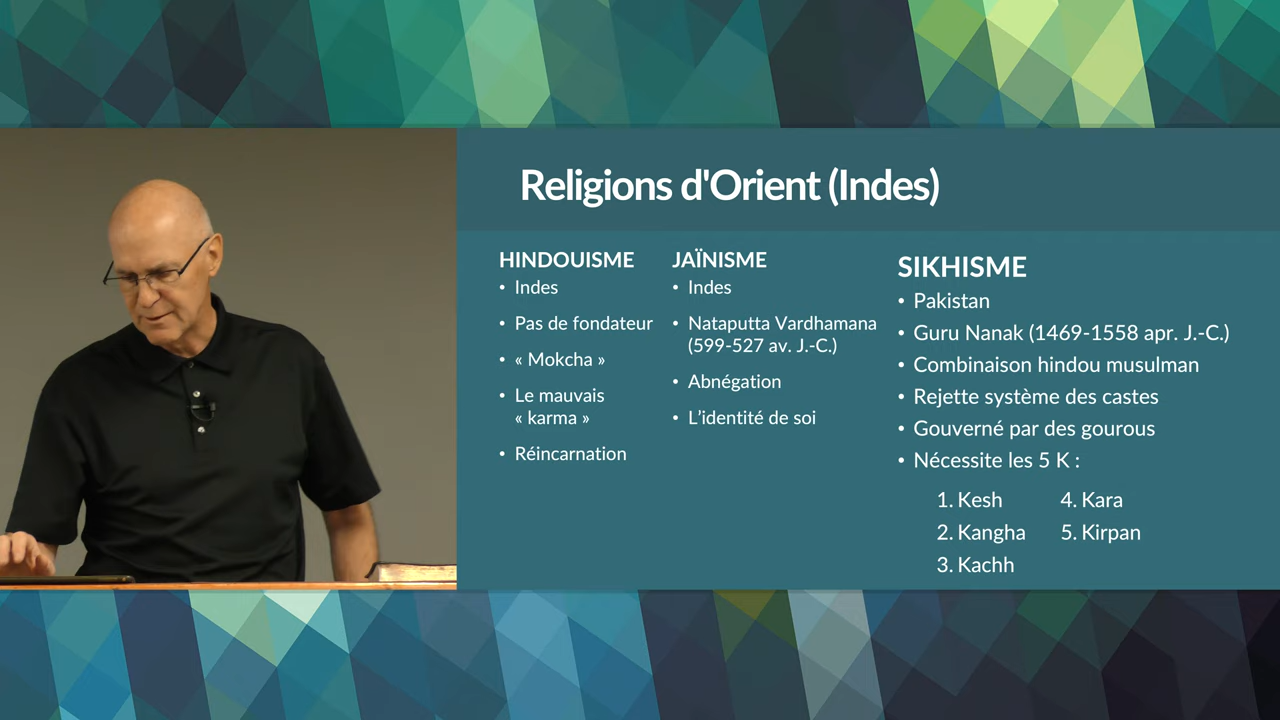 Religions d'Orient (Indes)
HINDOUISME
• Indes
• Pas de fondateur
• « Mokcha »
• Le mauvais
« karma »
• Réincarnation
JAÏNISME
• Indes
• Nataputta Vardhamana
(599-527 av. J.-C.)
• Abnégation
• L'identité de soi
SIKHISME
• Pakistan
• Guru Nanak (1469-1558 apr. J.-C.)
• Combinaison hindou musulman
• Rejette système des castes
• Gouverné par des gourous
• Nécessite les 5 K :
1. Kesh
2. Kangha
3. Kachh
4. Kara
5. Kirpan